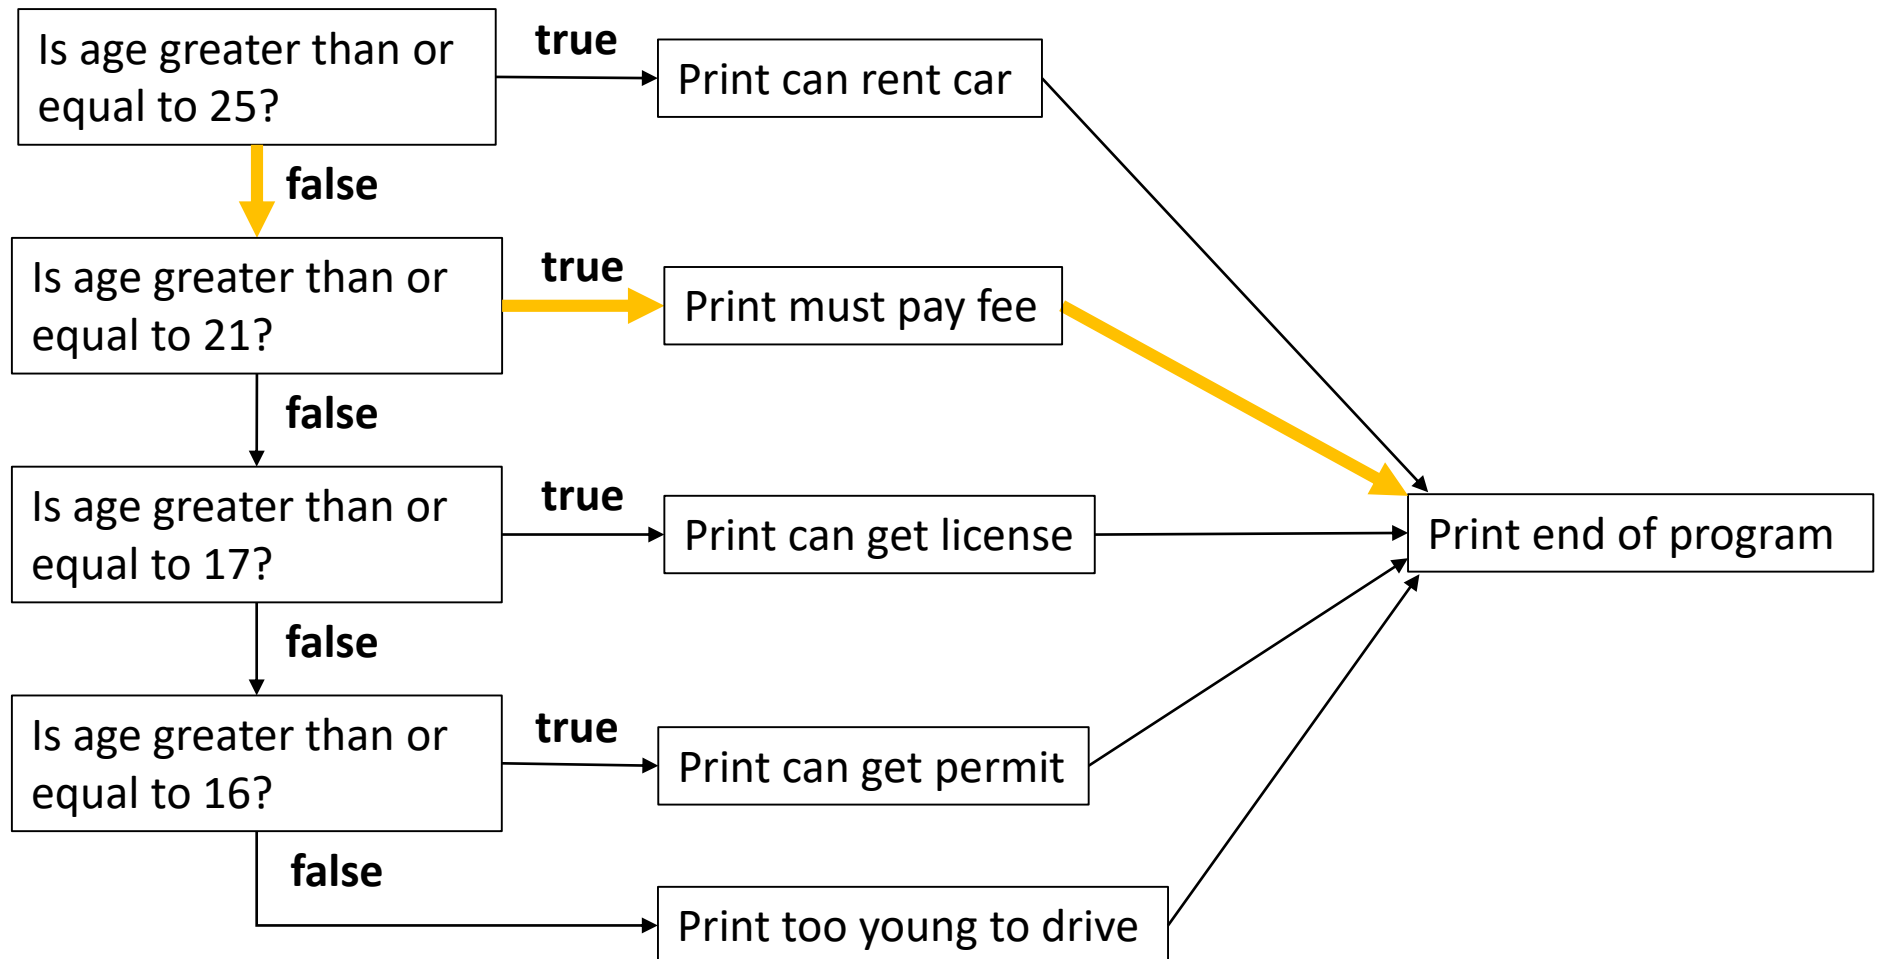 Is age greater than or
equal to 25?
true
Print can rent car
false
Is age greater than or
equal to 21?
true
Print must pay fee
false
Is age greater than or
equal to 17?
true
Print can get license
Print end of program
false
Is age greater than or
equal to 16?
true
Print can get permit
false
Print too young to drive